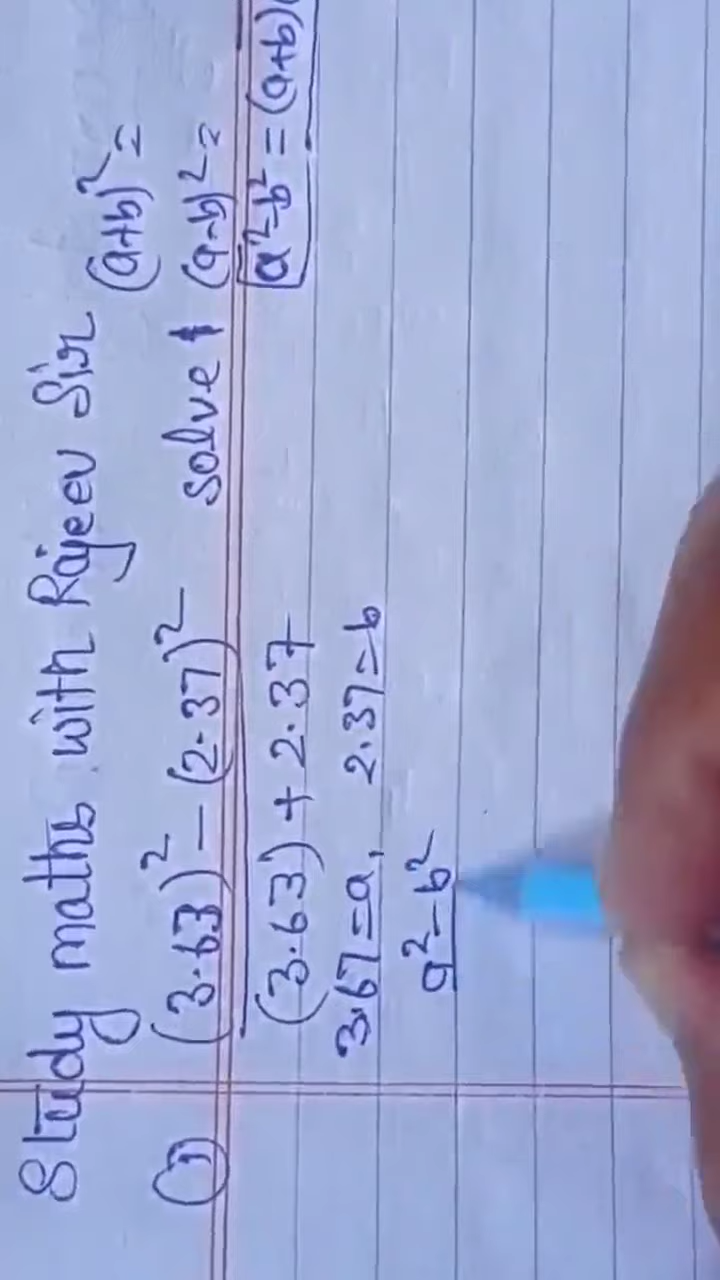 Study maths with Rajeev Sir
(a+b)² =
① (3.63)² - (2.37)² solve (a-b)² =
a²-b² = (a+b)(
(3.63) + 2.37
3.67=a, 2.37=b
a²-b²